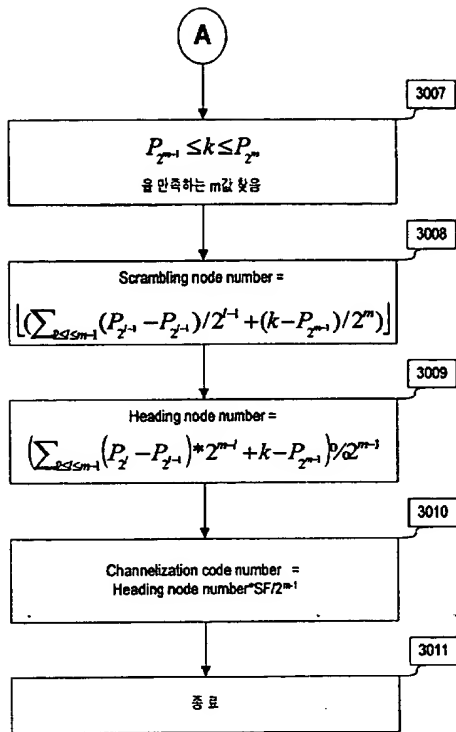 A
3007
P_{2^{m-1}} ≤ k ≤ P_{2^m}
을 만족하는 m값 찾음
3008
Scrambling node number =
⌊(∑_{2≤l≤m-1}(P_{2^{l-1}} - P_{2^{l-1}})/2^{l-1} + (k - P_{2^{m-1}})/2^m)⌋
3009
Heading node number =
(∑_{2≤l≤m-1}(P_{2^l} - P_{2^{l-1}})*2^{m-l} + k - P_{2^{m-1}})%2^{m-1}
3010
Channelization code number =
Heading node number*SF/2^{m-1}
3011
종료